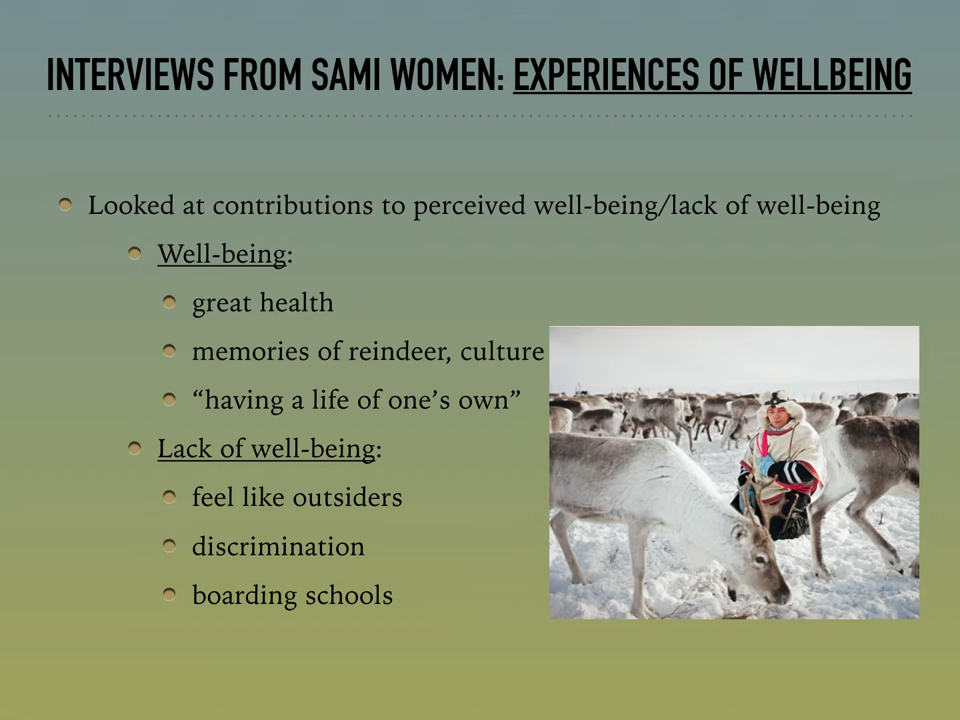 INTERVIEWS FROM SAMI WOMEN: EXPERIENCES OF WELLBEING
Looked at contributions to perceived well-being/lack of well-being
Well-being:
great health
memories of reindeer, culture
“having a life of one’s own”
Lack of well-being:
feel like outsiders
discrimination
boarding schools